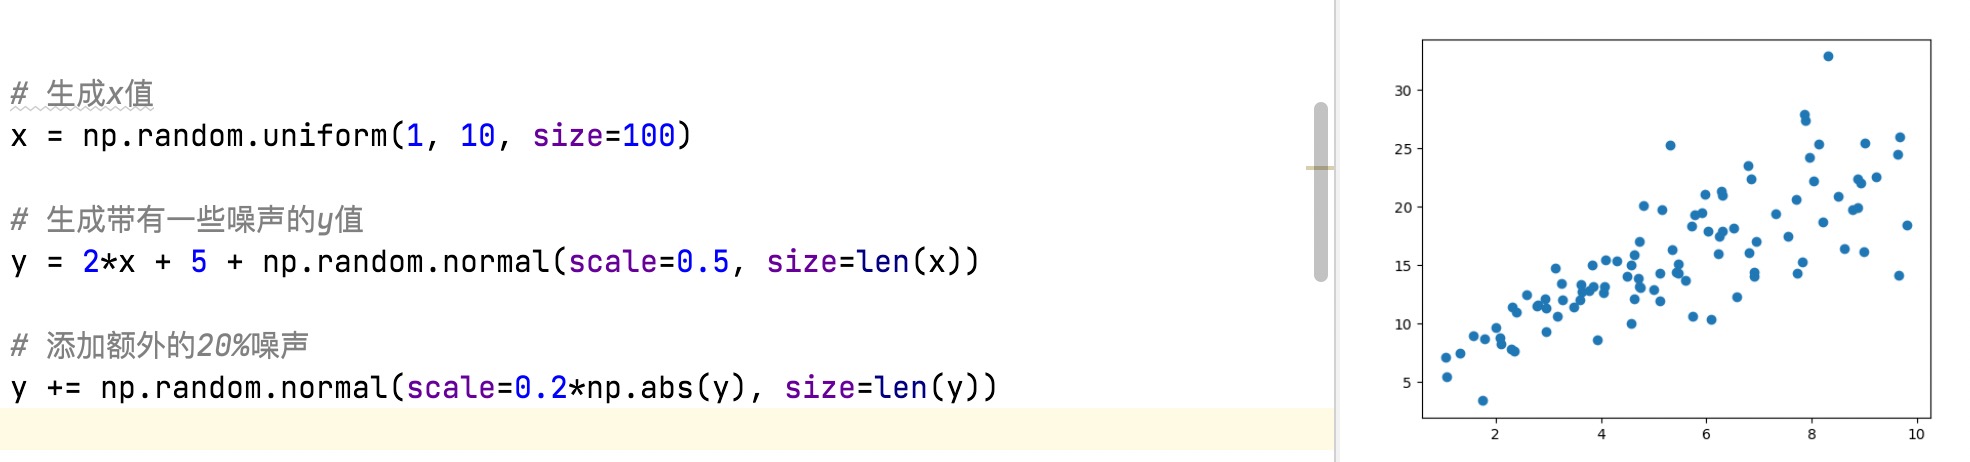 # 生成x值
x = np.random.uniform(1, 10, size=100)
# 生成带有一些噪声的y值
y = 2*x + 5 + np.random.normal(scale=0.5, size=len(x))
# 添加额外的20%噪声
y += np.random.normal(scale=0.2*np.abs(y), size=len(y))
30
25
20
15
10
5
2 4 6 8 10